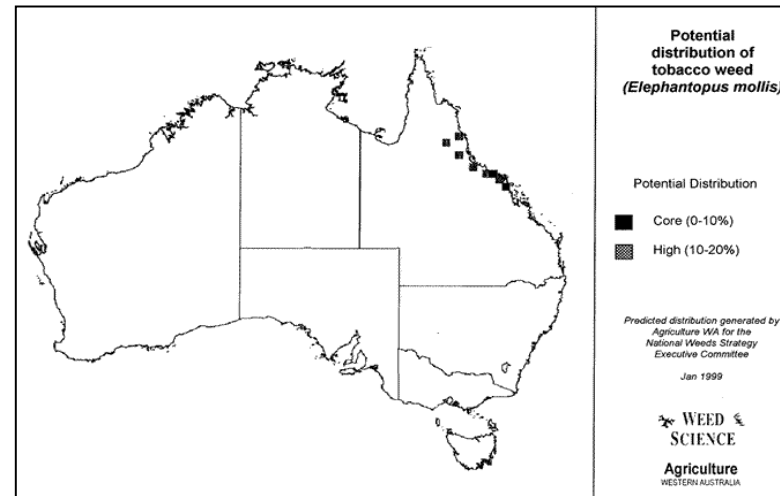 Potential
distribution of
tobacco weed
(Elephantopus mollis)
Potential Distribution
Core (0-10%)
High (10-20%)
Predicted distribution generated by
Agriculture WA for the
National Weeds Strategy
Executive Committee
Jan 1999
WEED
SCIENCE
Agriculture
WESTERN AUSTRALIA